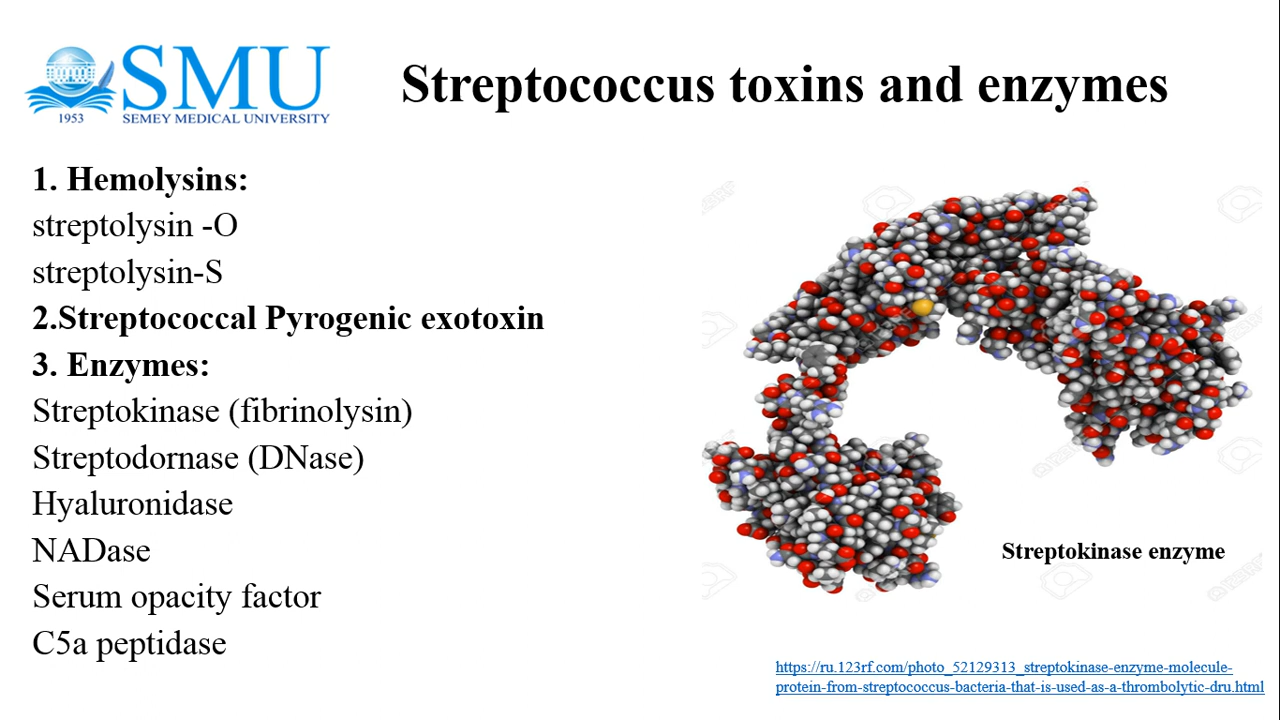 SMU
1953
SEMEY MEDICAL UNIVERSITY
Streptococcus toxins and enzymes
1. Hemolysins:
streptolysin -O
streptolysin-S
2.Streptococcal Pyrogenic exotoxin
3. Enzymes:
Streptokinase (fibrinolysin)
Streptodornase (DNase)
Hyaluronidase
NADase
Serum opacity factor
C5a peptidase
Streptokinase enzyme
https://ru.123rf.com/photo_52129313_streptokinase-enzyme-molecule-
protein-from-streptococcus-bacteria-that-is-used-as-a-thrombolytic-dru.html